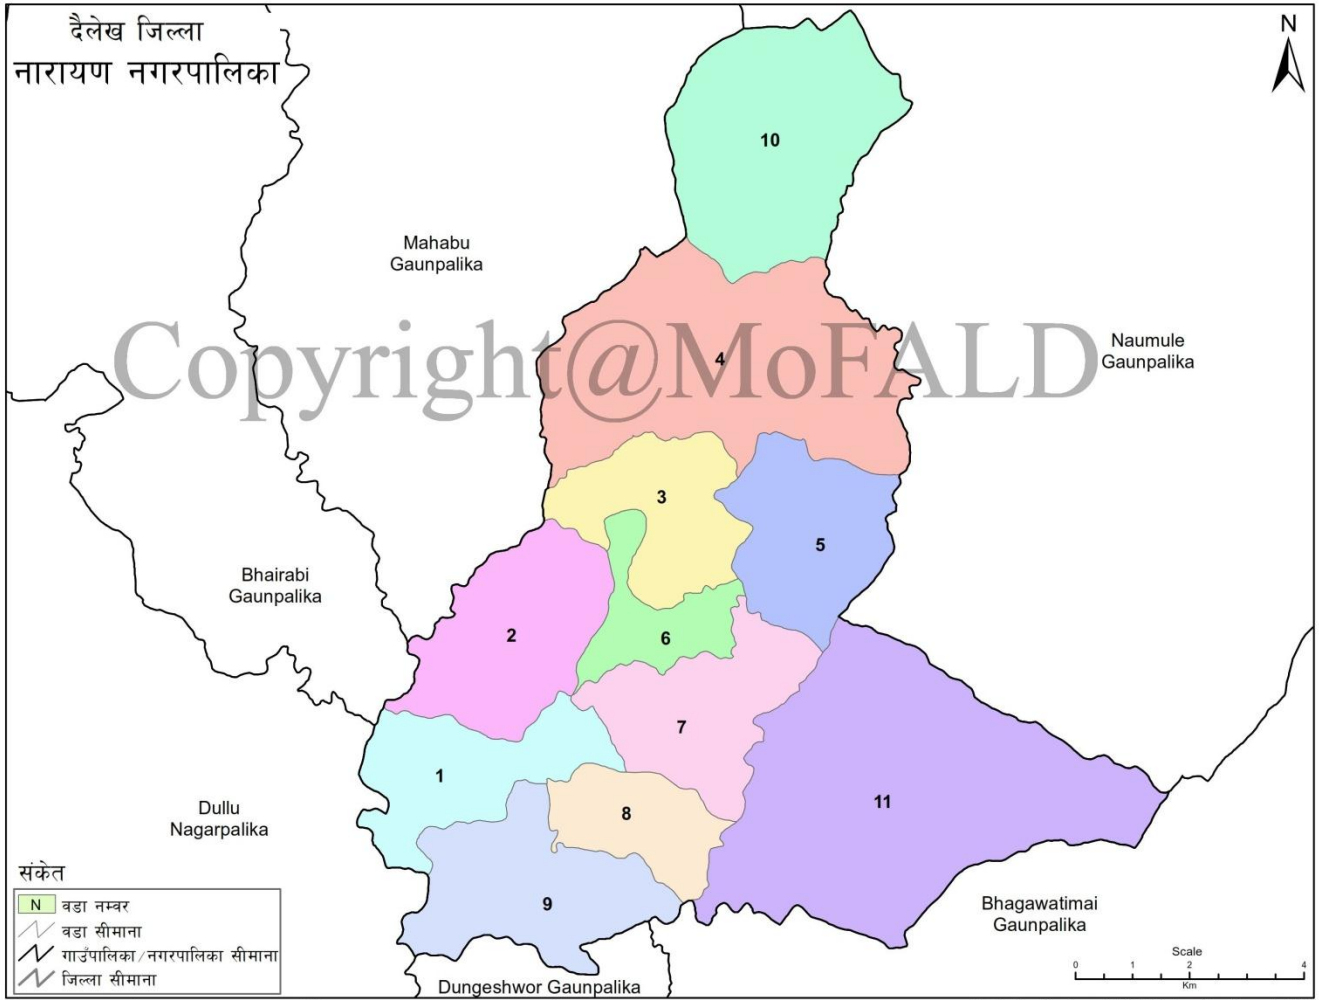 दैलेख जिल्ला
नारायण नगरपालिका
N
10
Mahabu
Gaunpalika
Copyright@MoFALD
4
Naumule
Gaunpalika
3
5
Bhairabi
Gaunpalika
2
6
7
1
11
Dullu
Nagarpalika
8
संकेत
N वडा नम्वर
वडा सीमाना
गाउँपालिका/नगरपालिका सीमाना
जिल्ला सीमाना
9
Bhagawatimai
Gaunpalika
Dungeshwor Gaunpalika
Scale
0 1 2 4
Km